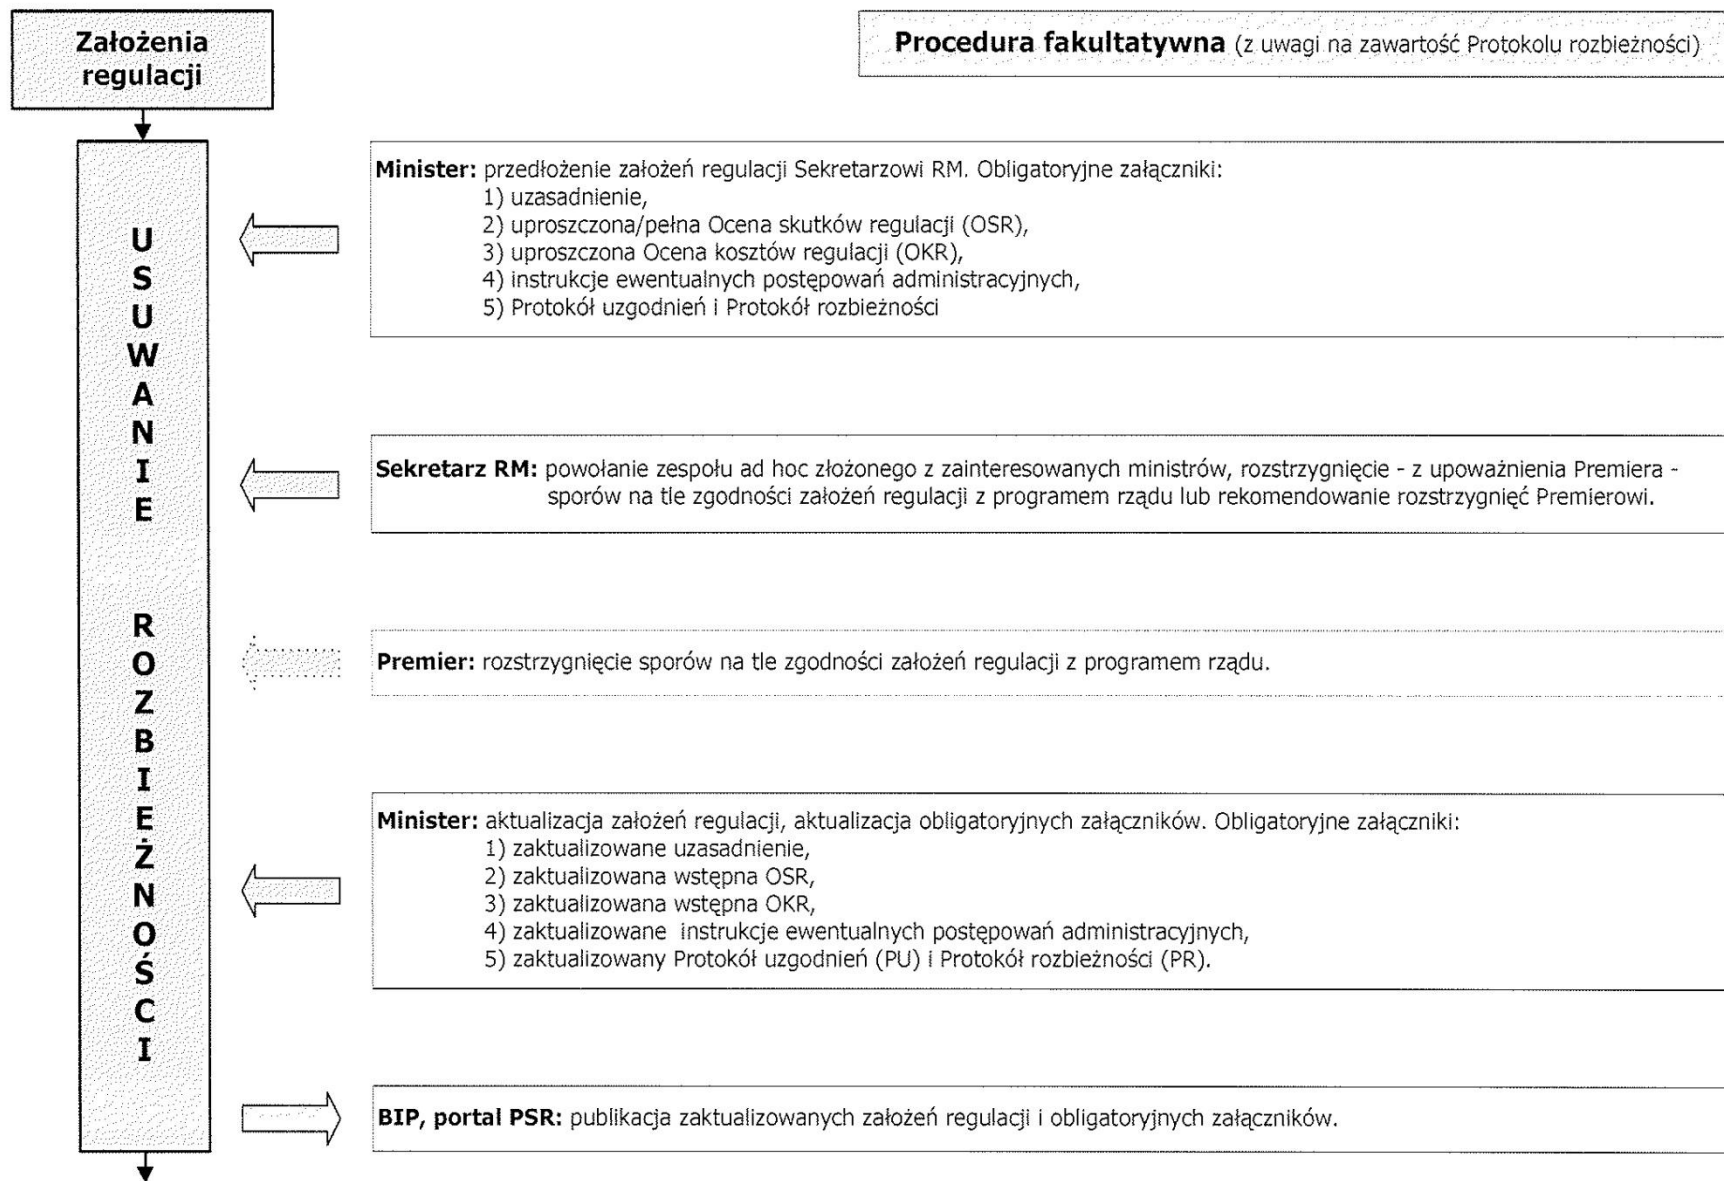 Założenia
regulacji
Procedura fakultatywna (z uwagi na zawartość Protokolu rozbieżności)
USUWANIE
ROZBIEŻNOŚCI
Minister: przedłożenie założeń regulacji Sekretarzowi RM. Obligatoryjne załączniki:
1) uzasadnienie,
2) uproszczona/pełna Ocena skutków regulacji (OSR),
3) uproszczona Ocena kosztów regulacji (OKR),
4) instrukcje ewentualnych postępowań administracyjnych,
5) Protokół uzgodnień i Protokół rozbieżności
Sekretarz RM: powołanie zespołu ad hoc złożonego z zainteresowanych ministrów, rozstrzygnięcie - z upoważnienia Premiera -
sporów na tle zgodności założeń regulacji z programem rządu lub rekomendowanie rozstrzygnięć Premierowi.
Premier: rozstrzygnięcie sporów na tle zgodności założeń regulacji z programem rządu.
Minister: aktualizacja założeń regulacji, aktualizacja obligatoryjnych załączników. Obligatoryjne załączniki:
1) zaktualizowane uzasadnienie,
2) zaktualizowana wstępna OSR,
3) zaktualizowana wstępna OKR,
4) zaktualizowane instrukcje ewentualnych postępowań administracyjnych,
5) zaktualizowany Protokół uzgodnień (PU) i Protokół rozbieżności (PR).
BIP, portal PSR: publikacja zaktualizowanych założeń regulacji i obligatoryjnych załączników.